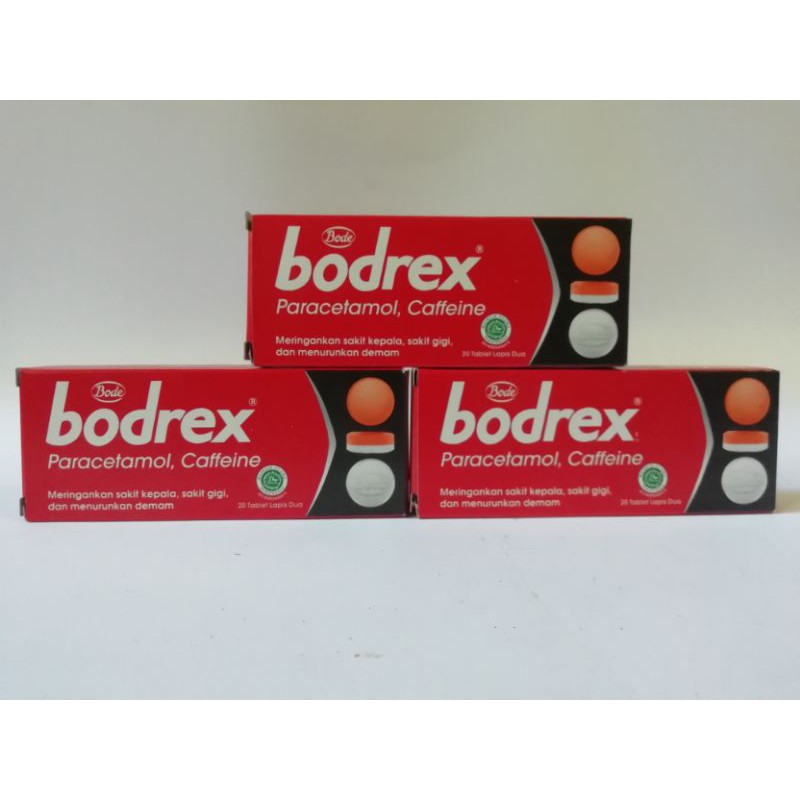 Bode
bodrex®
Paracetamol, Caffeine
Meringankan sakit kepala, sakit gigi,
dan menurunkan demam
20 Tablet Lapis Dua
Bode
bodrex®
Paracetamol, Caffeine
Meringankan sakit kepala, sakit gigi,
dan menurunkan demam
20 Tablet Lapis Dua
Bode
bodrex®
Paracetamol, Caffeine
Meringankan sakit kepala, sakit gigi,
dan menurunkan demam
20 Tablet Lapis Dua